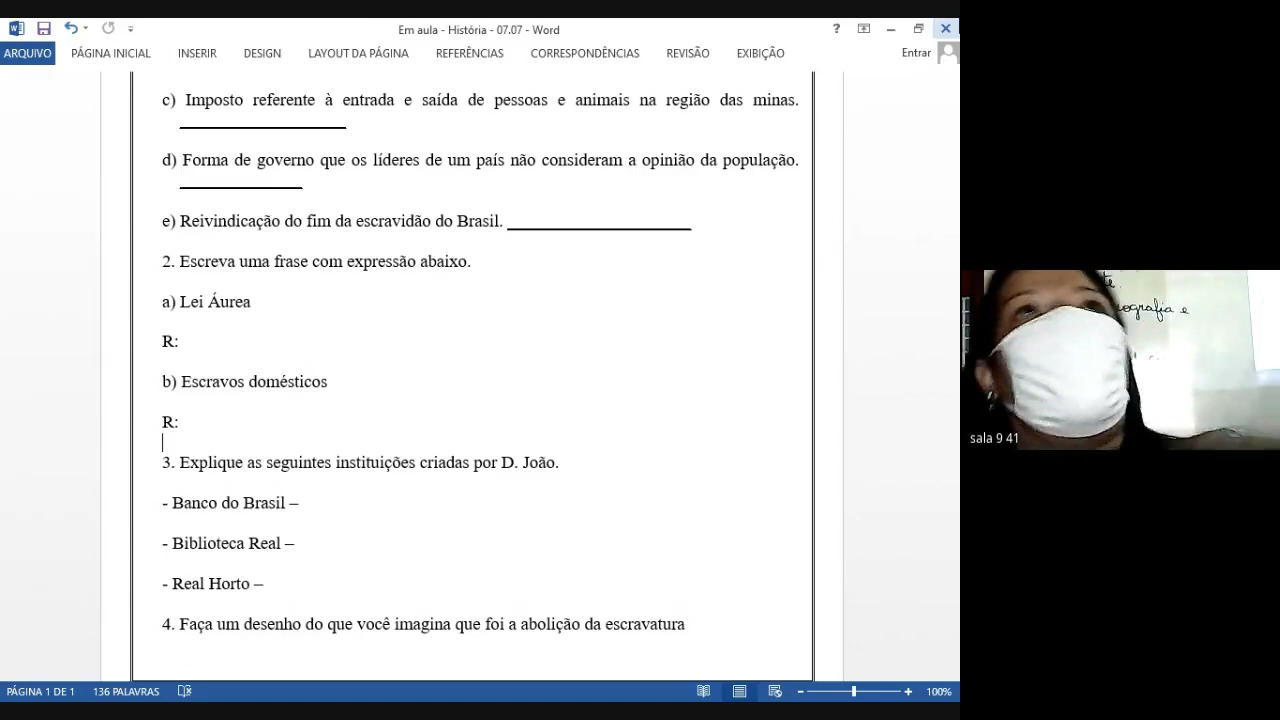 Em aula - História - 07.07 - Word
ARQUIVO PÁGINA INICIAL INSERIR DESIGN LAYOUT DA PÁGINA REFERÊNCIAS CORRESPONDÊNCIAS REVISÃO EXIBIÇÃO Entrar
c) Imposto referente à entrada e saída de pessoas e animais na região das minas.
d) Forma de governo que os líderes de um país não consideram a opinião da população.
e) Reivindicação do fim da escravidão do Brasil.
2. Escreva uma frase com expressão abaixo.
a) Lei Áurea
R:
b) Escravos domésticos
R:
3. Explique as seguintes instituições criadas por D. João.
- Banco do Brasil –
- Biblioteca Real –
- Real Horto –
4. Faça um desenho do que você imagina que foi a abolição da escravatura
PÁGINA 1 DE 1 136 PALAVRAS 100%
sala 9 41